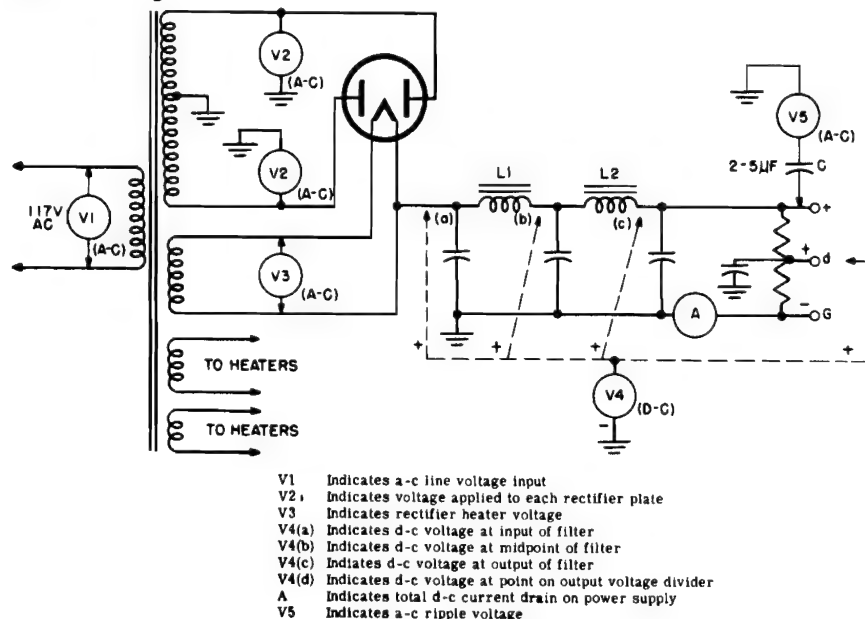 V2
(A-C)
V5
(A-C)
V2
(A-C)
2-5µF C
L1
L2
117V
AC
V1
(A-C)
(a)
(b)
(c)
+
+
d
V3
(A-C)
A
-
G
+
+
+
+
TO HEATERS
V4
(D-C)
-
TO HEATERS
V1 Indicates a-c line voltage input
V2 Indicates voltage applied to each rectifier plate
V3 Indicates rectifier heater voltage
V4(a) Indicates d-c voltage at input of filter
V4(b) Indicates d-c voltage at midpoint of filter
V4(c) Indiates d-c voltage at output of filter
V4(d) Indicates d-c voltage at point on output voltage divider
A Indicates total d-c current drain on power supply
V5 Indicates a-c ripple voltage